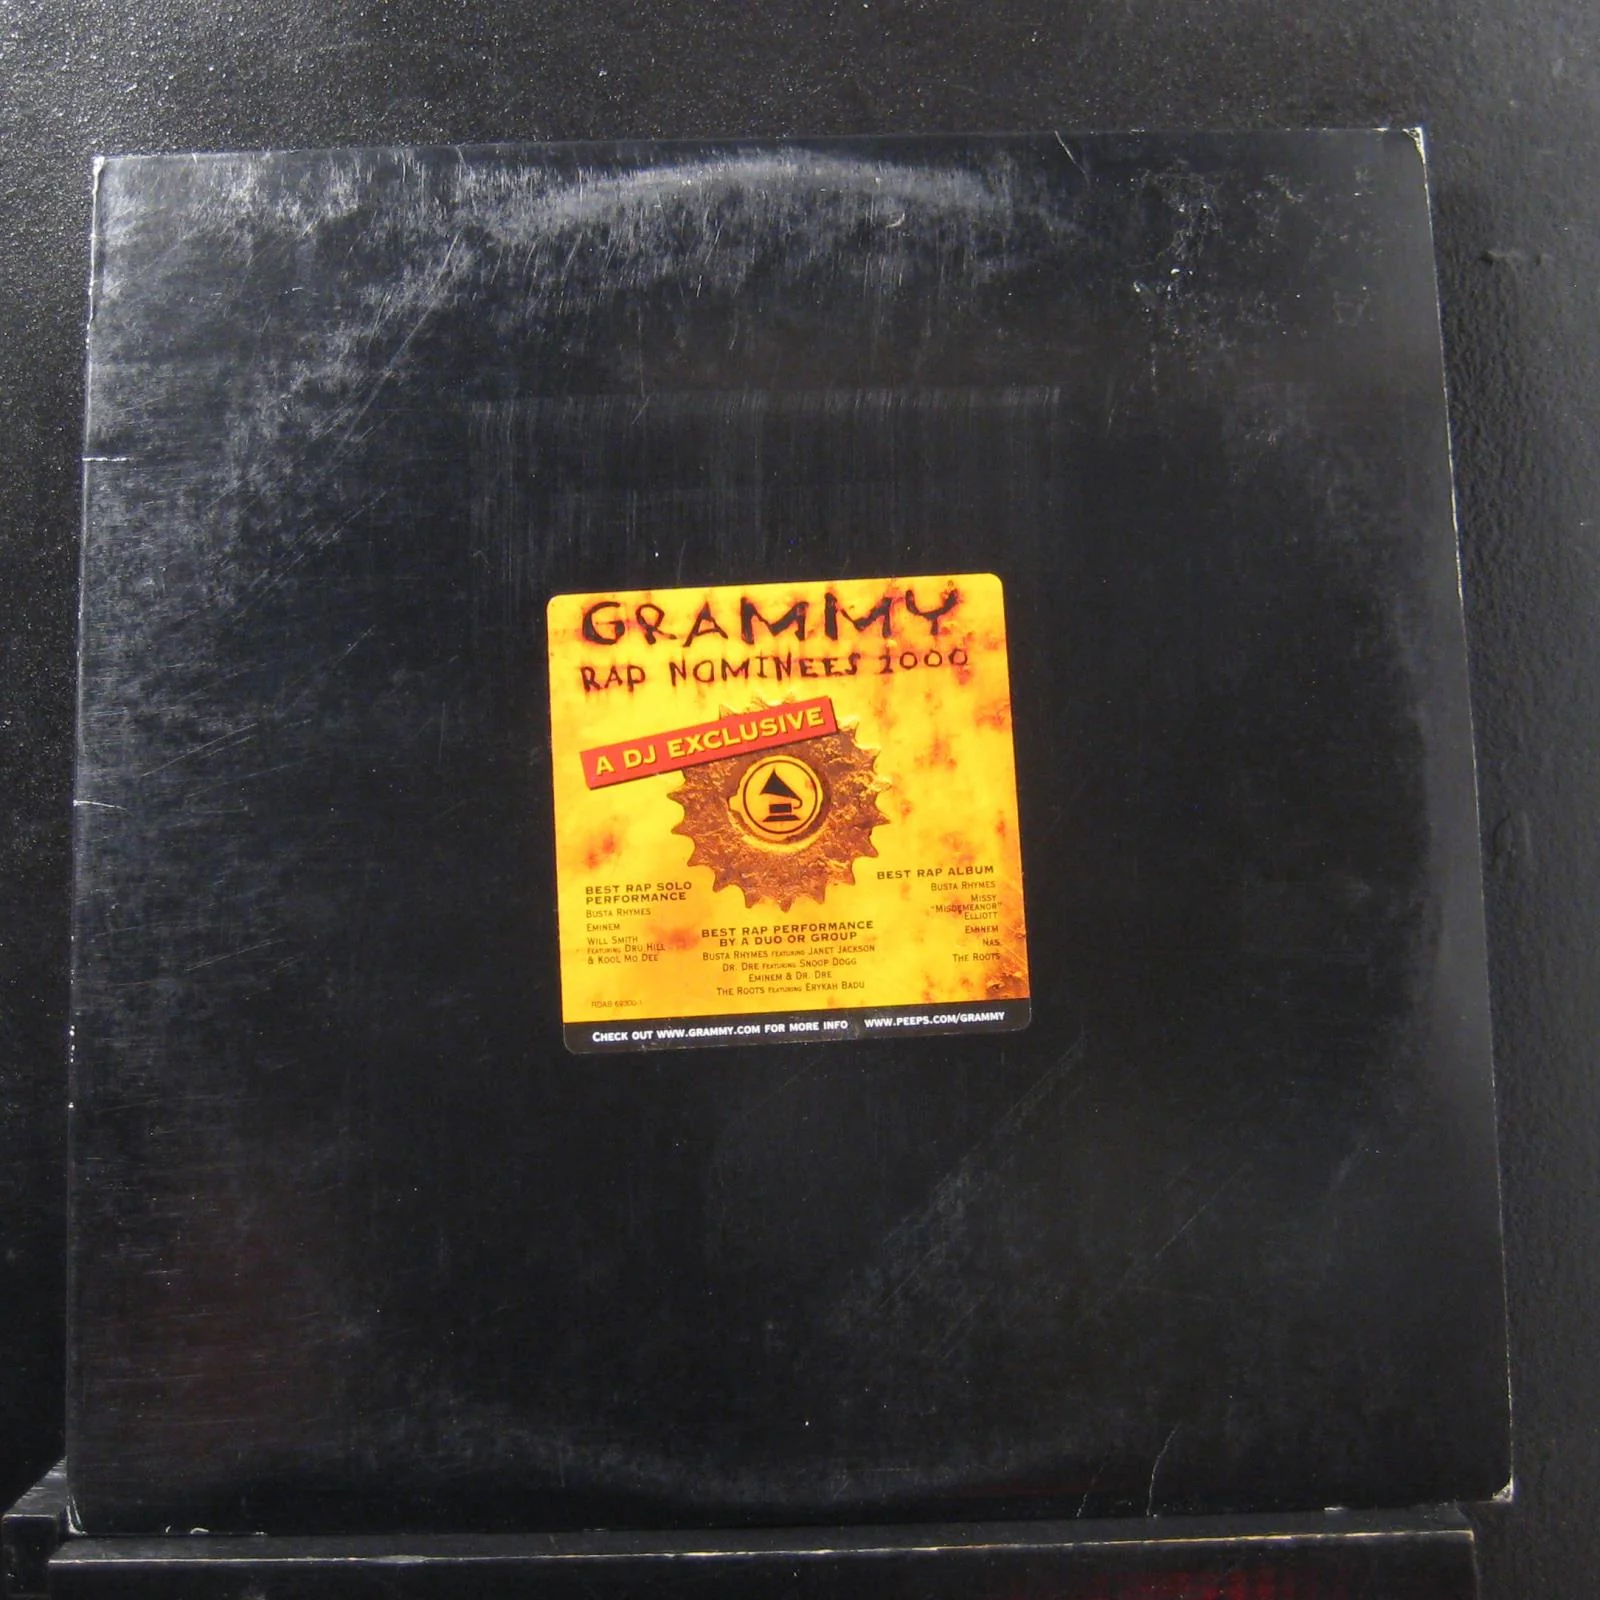 GRAMMY
RAP NOMINEES 2000
A DJ EXCLUSIVE
BEST RAP SOLO
PERFORMANCE
BUSTA RHYMES
EMINEM
WILL SMITH
FEATURING DRU HILL
& KOOL MO DEE
BEST RAP PERFORMANCE
BY A DUO OR GROUP
BUSTA RHYMES FEATURING JANET JACKSON
DR. DRE FEATURING SNOOP DOGG
EMINEM & DR. DRE
THE ROOTS FEATURING ERYKAH BADU
BEST RAP ALBUM
BUSTA RHYMES
MISSY
"MISDEMEANOR"
ELLIOTT
EMINEM
NAS
THE ROOTS
RDAB 69300-1
CHECK OUT WWW.GRAMMY.COM FOR MORE INFO WWW.PEEPS.COM/GRAMMY